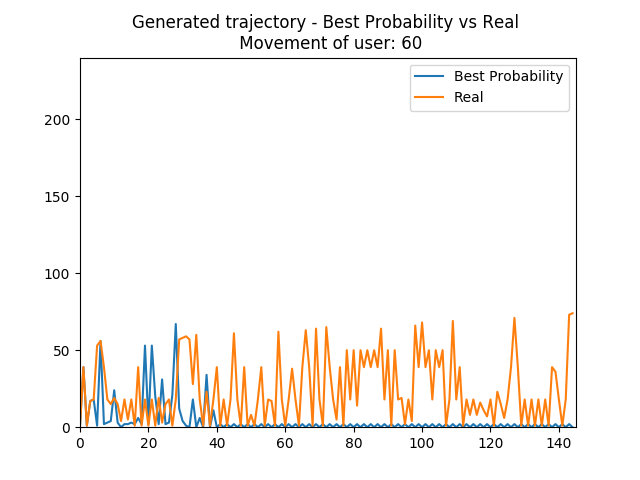 Generated trajectory - Best Probability vs Real
Movement of user: 60
Best Probability
Real
200
150
100
50
0
0 20 40 60 80 100 120 140